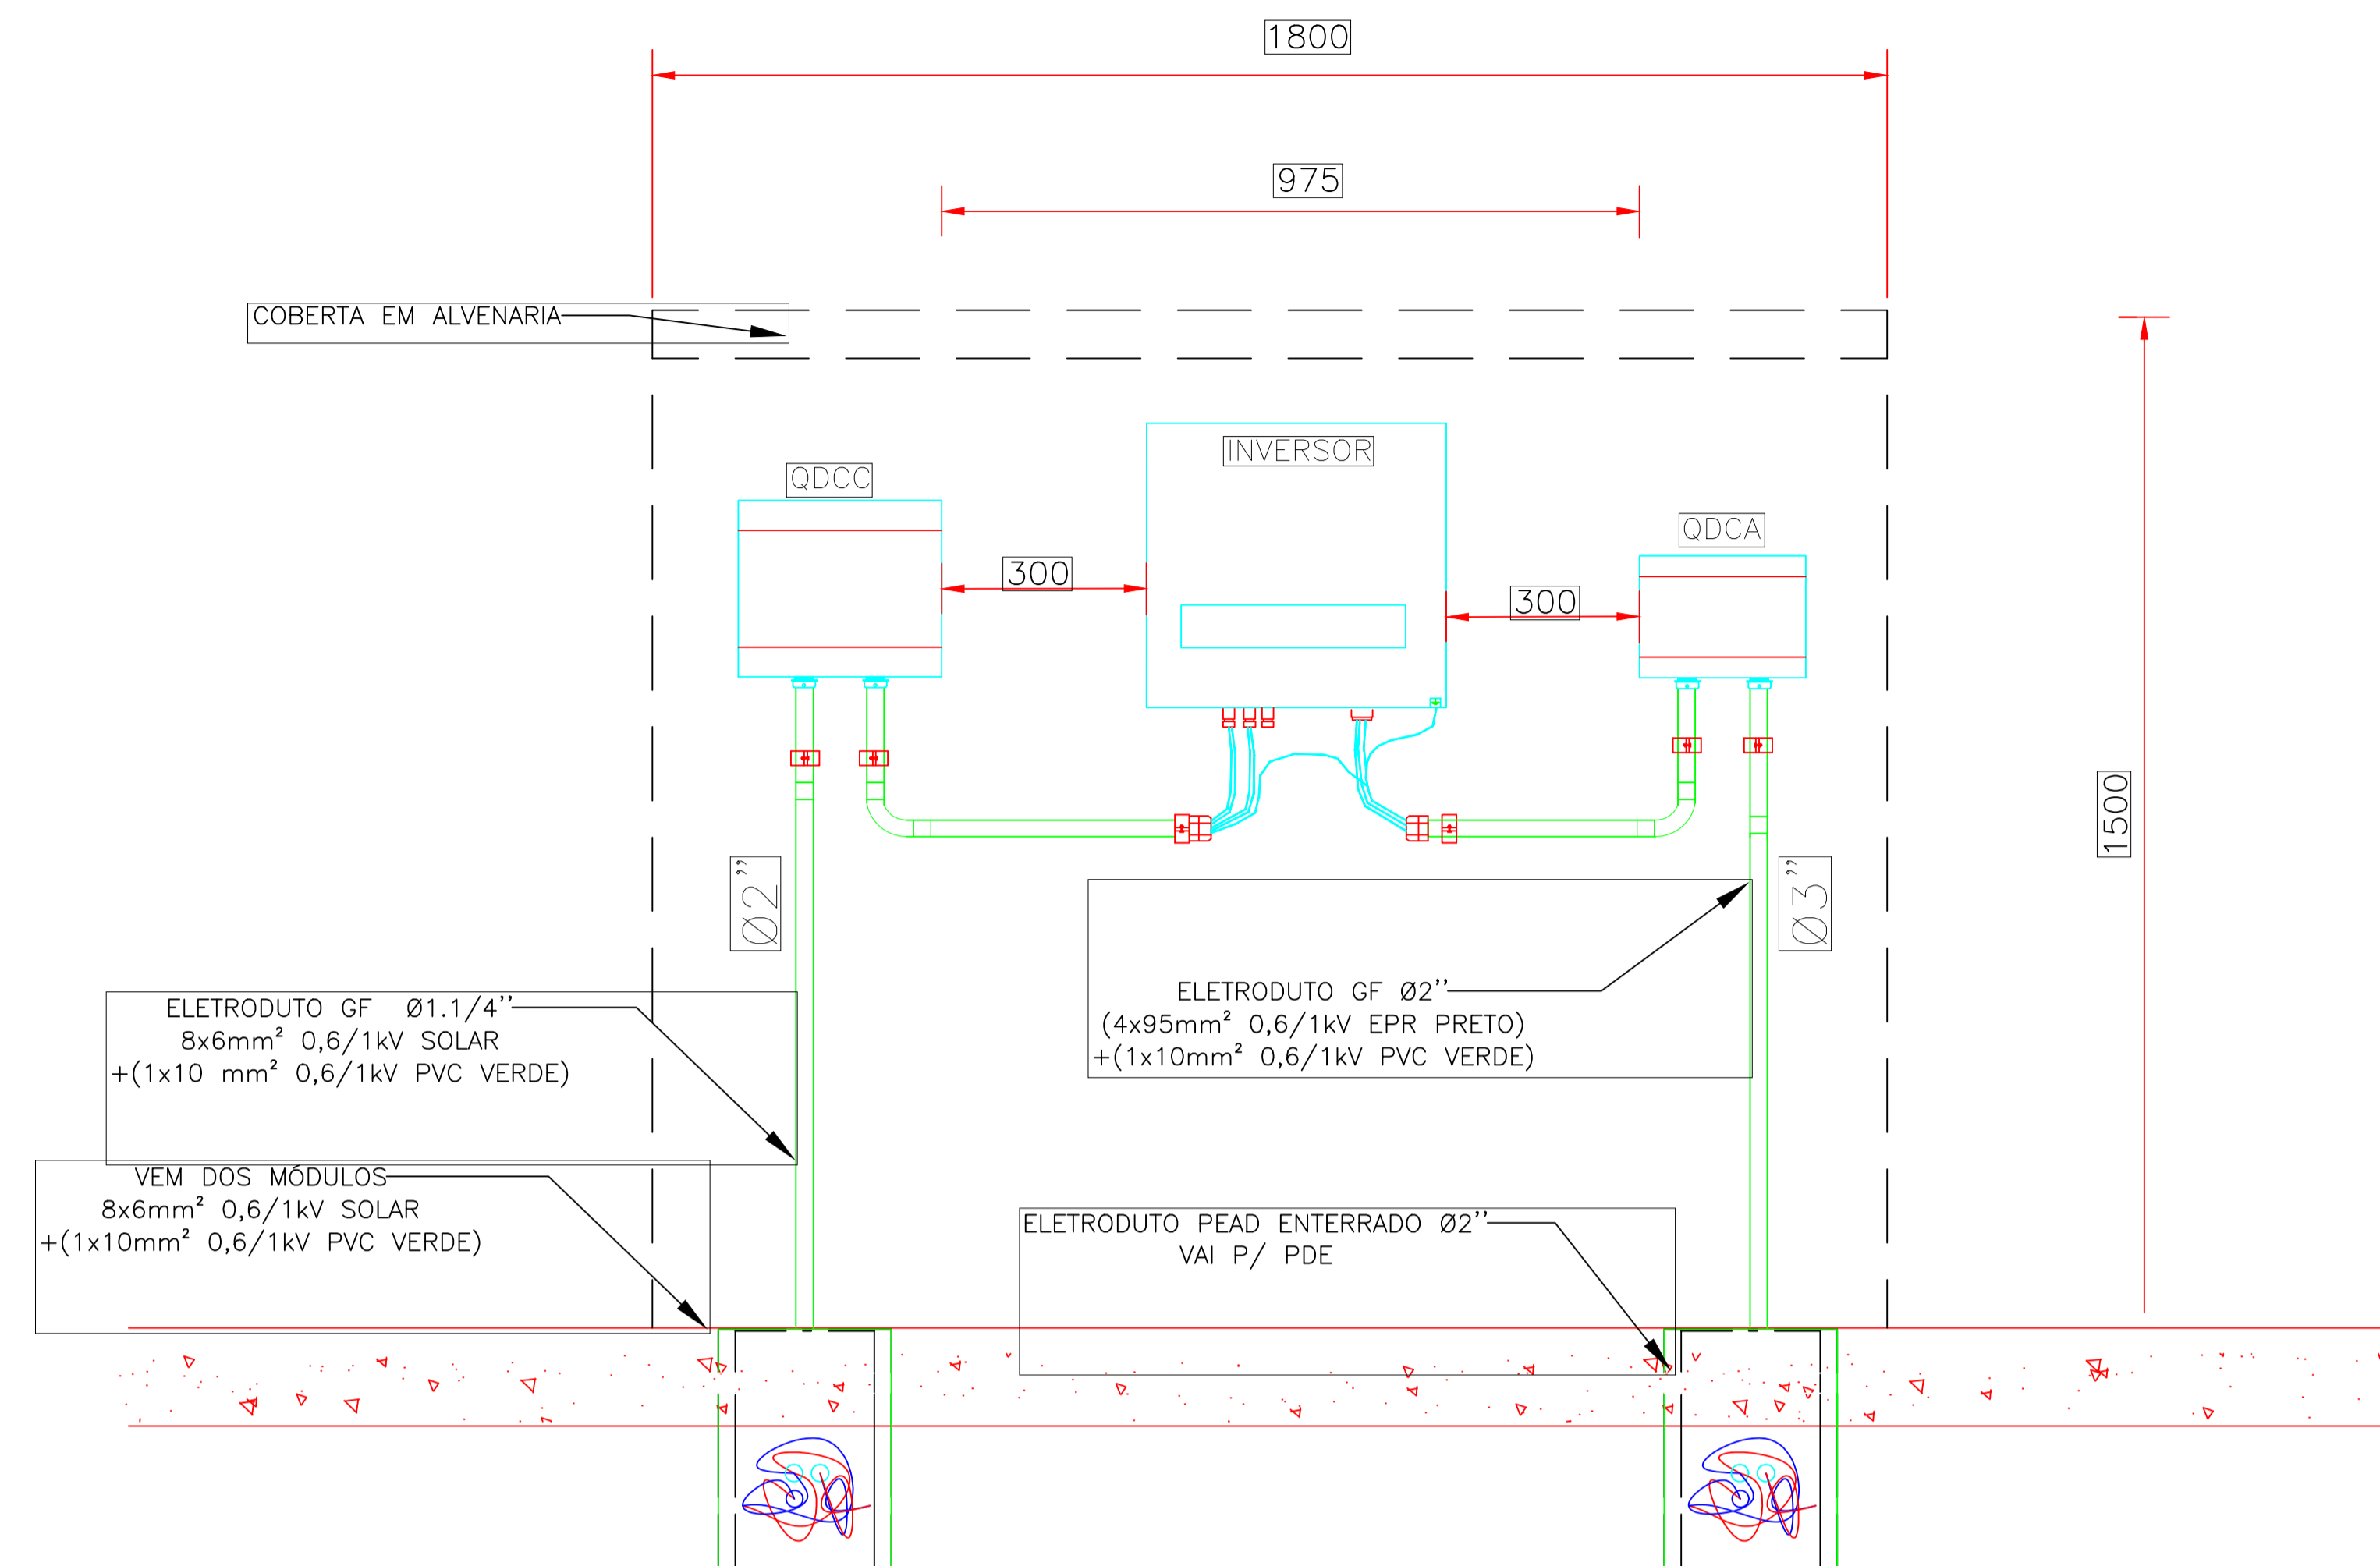 1800
975
COBERTA EM ALVENARIA
INVERSOR
QDCC
QDCA
300
300
1500
Ø2"
Ø3"
ELETRODUTO GF Ø1.1/4''
8x6mm² 0,6/1kV SOLAR
+(1x10 mm² 0,6/1kV PVC VERDE)
ELETRODUTO GF Ø2''
(4x95mm² 0,6/1kV EPR PRETO)
+(1x10mm² 0,6/1kV PVC VERDE)
VEM DOS MÓDULOS
8x6mm² 0,6/1kV SOLAR
+(1x10mm² 0,6/1kV PVC VERDE)
ELETRODUTO PEAD ENTERRADO Ø2''
VAI P/ PDE